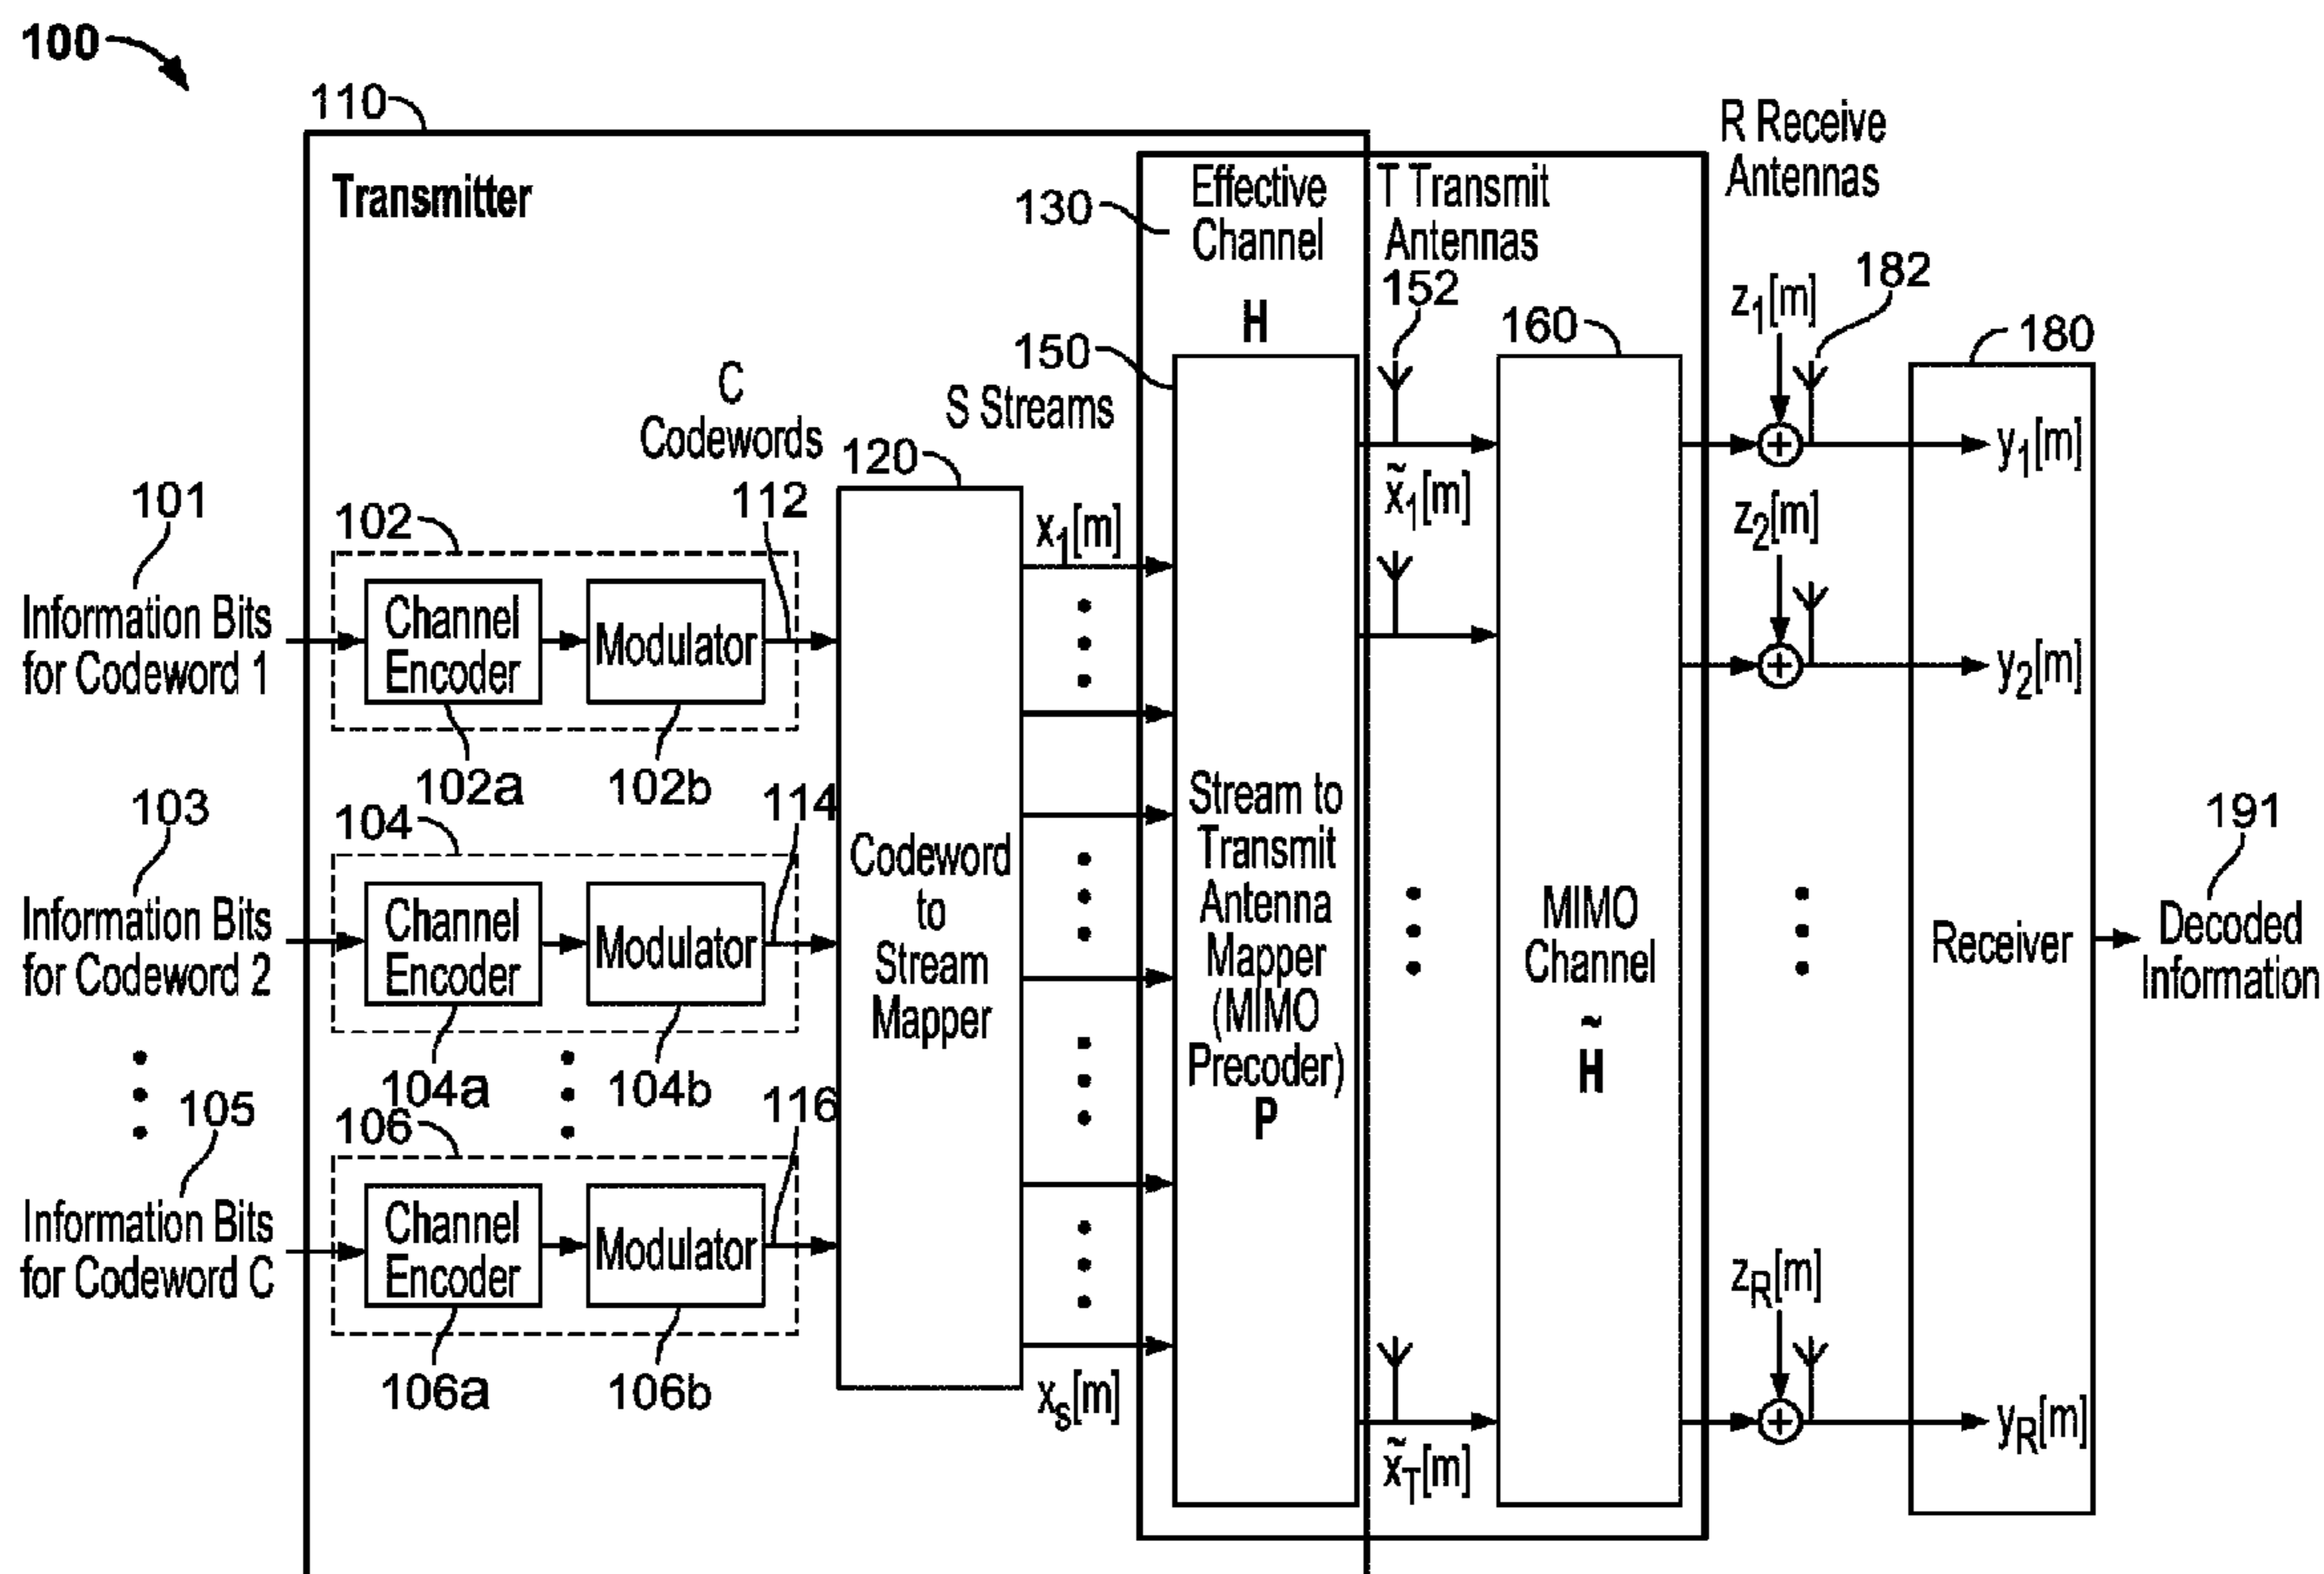 100
110
Transmitter
130
Effective
Channel
H
T Transmit
Antennas
152
R Receive
Antennas
160
z1[m]
182
180
150
C
Codewords
S Streams
120
101
102
112
x1[m]
x̃1[m]
y1[m]
z2[m]
Information Bits
for Codeword 1
Channel
Encoder
Modulator
y2[m]
102a
102b
103
104
114
Information Bits
for Codeword 2
Channel
Encoder
Modulator
104a
104b
Codeword
to
Stream
Mapper
Stream to
Transmit
Antenna
Mapper
(MIMO
Precoder)
P
MIMO
Channel
H̃
Receiver
191
Decoded
Information
105
106
116
Information Bits
for Codeword C
Channel
Encoder
Modulator
106a
106b
xs[m]
x̃T[m]
zR[m]
yR[m]